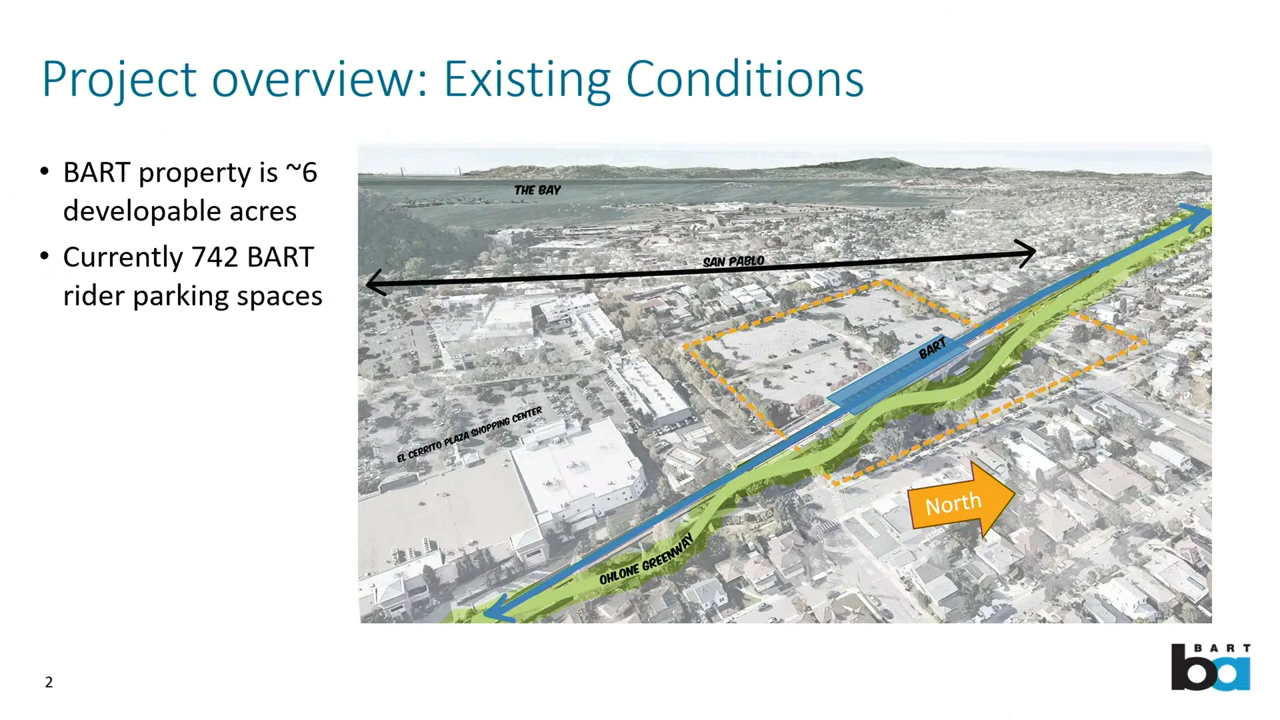 Project overview: Existing Conditions
• BART property is ~6
developable acres
• Currently 742 BART
rider parking spaces
THE BAY
SAN PABLO
BART
EL CERRITO PLAZA SHOPPING CENTER
North
OHLONE GREENWAY
2
BART
ba